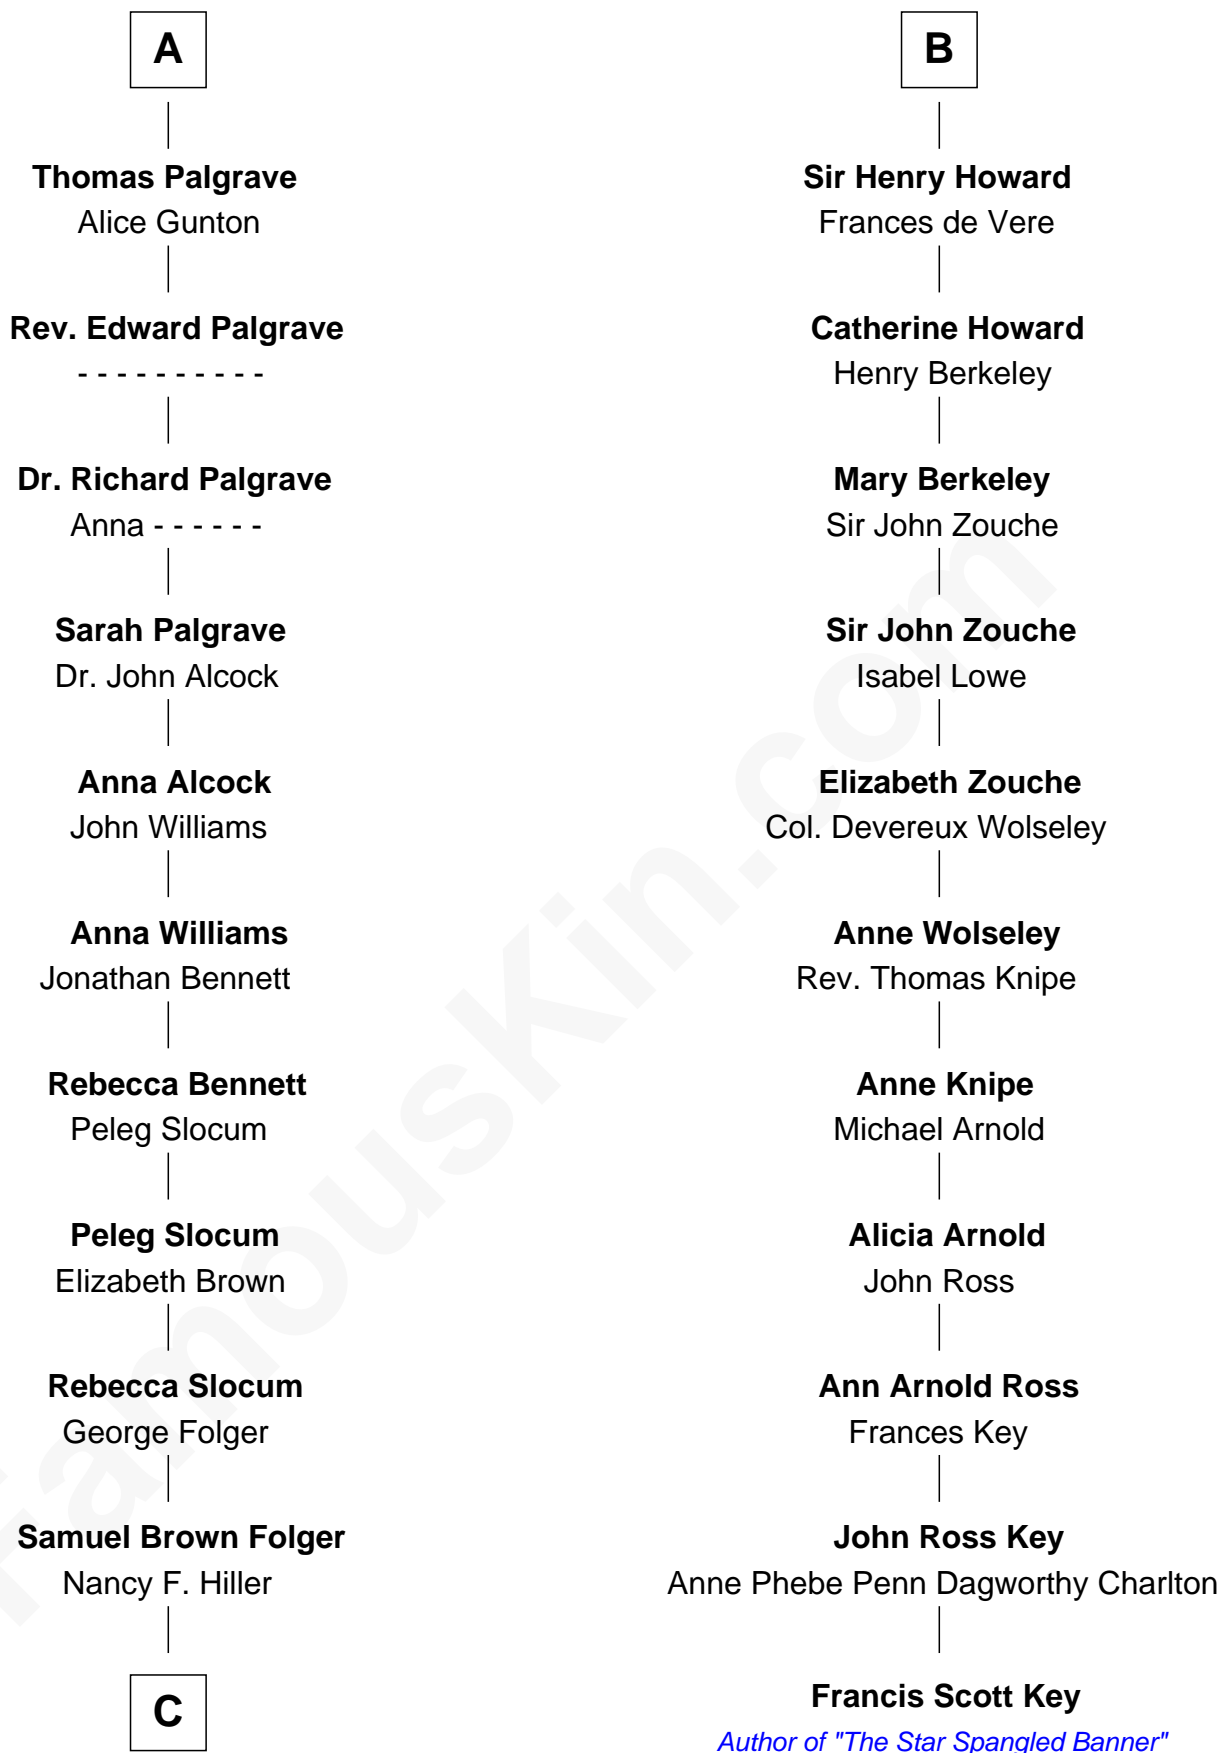 A
Thomas Palgrave
Alice Gunton
Rev. Edward Palgrave
- - - - - - - - - -
Dr. Richard Palgrave
Anna - - - - - -
Sarah Palgrave
Dr. John Alcock
Anna Alcock
John Williams
Anna Williams
Jonathan Bennett
Rebecca Bennett
Peleg Slocum
Peleg Slocum
Elizabeth Brown
Rebecca Slocum
George Folger
Samuel Brown Folger
Nancy F. Hiller
C
B
Sir Henry Howard
Frances de Vere
Catherine Howard
Henry Berkeley
Mary Berkeley
Sir John Zouche
Sir John Zouche
Isabel Lowe
Elizabeth Zouche
Col. Devereux Wolseley
Anne Wolseley
Rev. Thomas Knipe
Anne Knipe
Michael Arnold
Alicia Arnold
John Ross
Ann Arnold Ross
Frances Key
John Ross Key
Anne Phebe Penn Dagworthy Charlton
Francis Scott Key
Author of "The Star Spangled Banner"
FamousKin.com